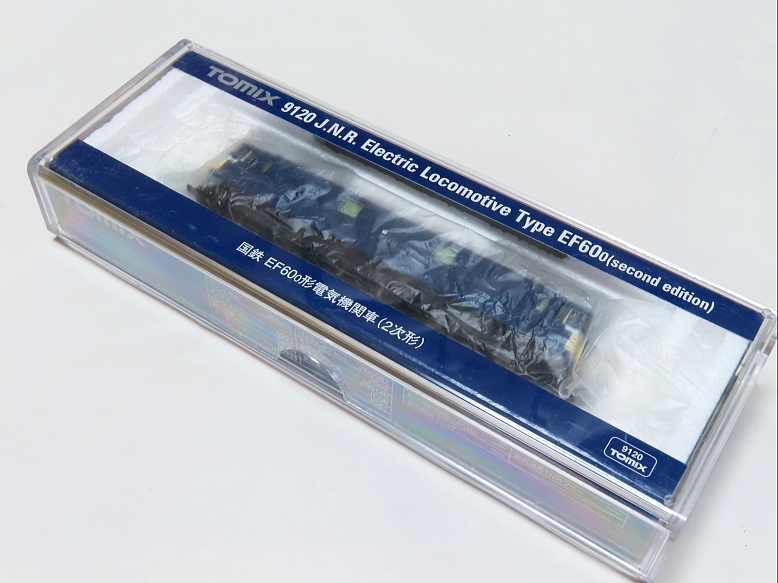 TOMIX 9120 J.N.R. Electric Locomotive Type EF600(second edition)
国鉄 EF600形電気機関車(2次形)
9120
TOMIX